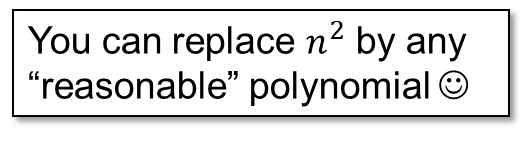 You can replace n² by any
“reasonable” polynomial ☺